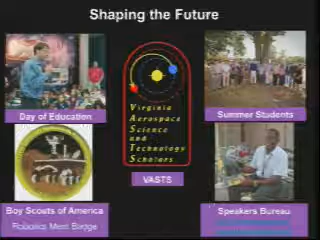 Shaping the Future
Day of Education
Virginia
Aerospace
Science
and
Technology
Scholars
VASTS
Summer Students
Boy Scouts of America
Robotics Merit Badge
Speakers Bureau